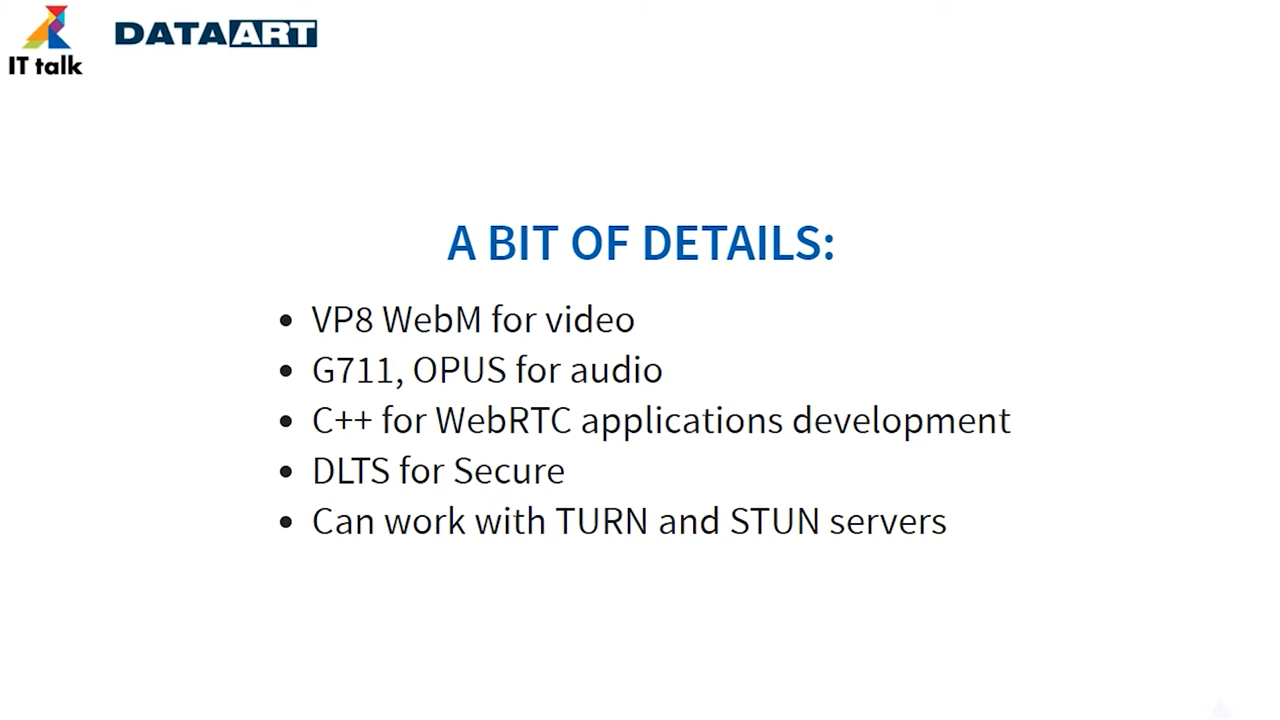 IT talk
DATAART
A BIT OF DETAILS:
• VP8 WebM for video
• G711, OPUS for audio
• C++ for WebRTC applications development
• DLTS for Secure
• Can work with TURN and STUN servers